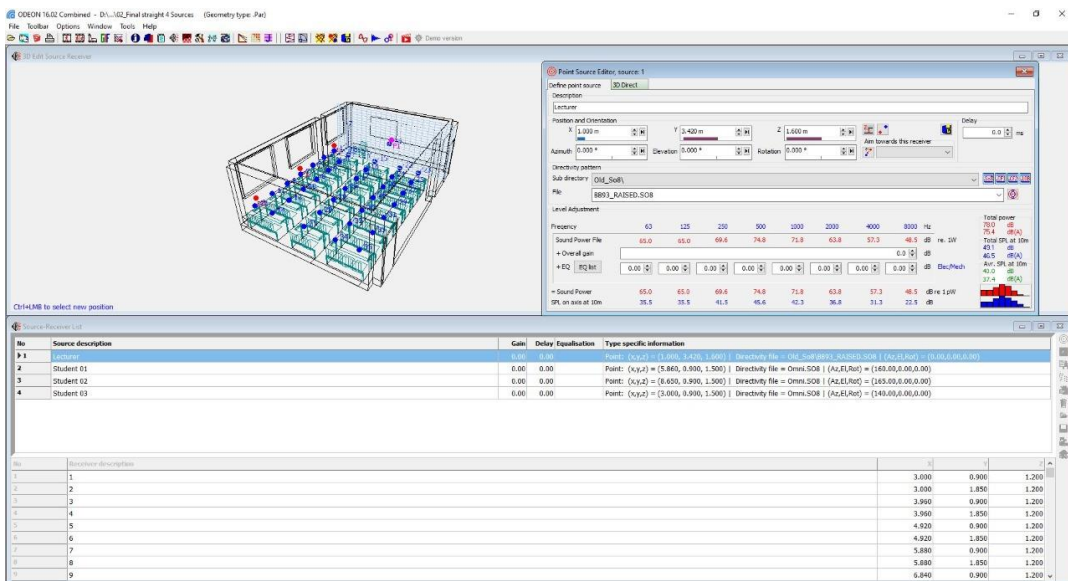 ODEON 16.02 Combined - D:\...\02_Final straight 4 Sources (Geometry type: .Par)
File Toolbar Options Window Tools Help
Demo version
3D Edit Source Receiver
Ctrl+LMB to select new position
Point Source Editor, source: 1
Define point source 3D Direct
Description
Lecturer
Position and Orientation
Delay
X 1.000 m Y 3.420 m Z 1.600 m 0.0 ms
Aim towards this receiver
Azimuth 0.000 ° Elevation 0.000 ° Rotation 0.000 °
Directivity pattern
Sub directory Old_So8\
File BB93_RAISED.SO8
Level Adjustment
Freqency 63 125 250 500 1000 2000 4000 8000 Hz
Sound Power File 65.0 65.0 69.6 74.8 71.8 63.8 57.3 48.5 dB re. 1W
+ Overall gain 0.0 dB
+ EQ EQ list 0.00 0.00 0.00 0.00 0.00 0.00 0.00 0.00 dB Elec/Mech
= Sound Power 65.0 65.0 69.6 74.8 71.8 63.8 57.3 48.5 dB re 1 pW
SPL on axis at 10m 35.5 35.5 41.5 45.6 42.3 36.8 31.3 22.5 dB
Total power
78.0 dB
75.4 dB(A)
Total SPL at 10m
49.1 dB
46.5 dB(A)
Avr. SPL at 10m
dB
37.4 dB(A)
Source-Receiver List
No Source description Gain Delay Equalisation Type specific information
1 Lecturer 0.00 0.00 Point: (x,y,z) = (1.000, 3.420, 1.600) | Directivity file = Old_So8\BB93_RAISED.SO8 | (Az,El,Rot) = (0.00,0.00,0.00)
2 Student 01 0.00 0.00 Point: (x,y,z) = (5.860, 0.900, 1.500) | Directivity file = Omni.SO8 | (Az,El,Rot) = (160.00,0.00,0.00)
3 Student 02 0.00 0.00 Point: (x,y,z) = (8.650, 0.900, 1.500) | Directivity file = Omni.SO8 | (Az,El,Rot) = (165.00,0.00,0.00)
4 Student 03 0.00 0.00 Point: (x,y,z) = (3.000, 0.900, 1.500) | Directivity file = Omni.SO8 | (Az,El,Rot) = (140.00,0.00,0.00)
No Receiver description X Y Z
1 1 3.000 0.900 1.200
2 2 3.000 1.850 1.200
3 3 3.960 0.900 1.200
4 4 3.960 1.850 1.200
5 5 4.920 0.900 1.200
6 6 4.920 1.850 1.200
7 7 5.880 0.900 1.200
8 8 5.880 1.850 1.200
9 9 6.840 0.900 1.200